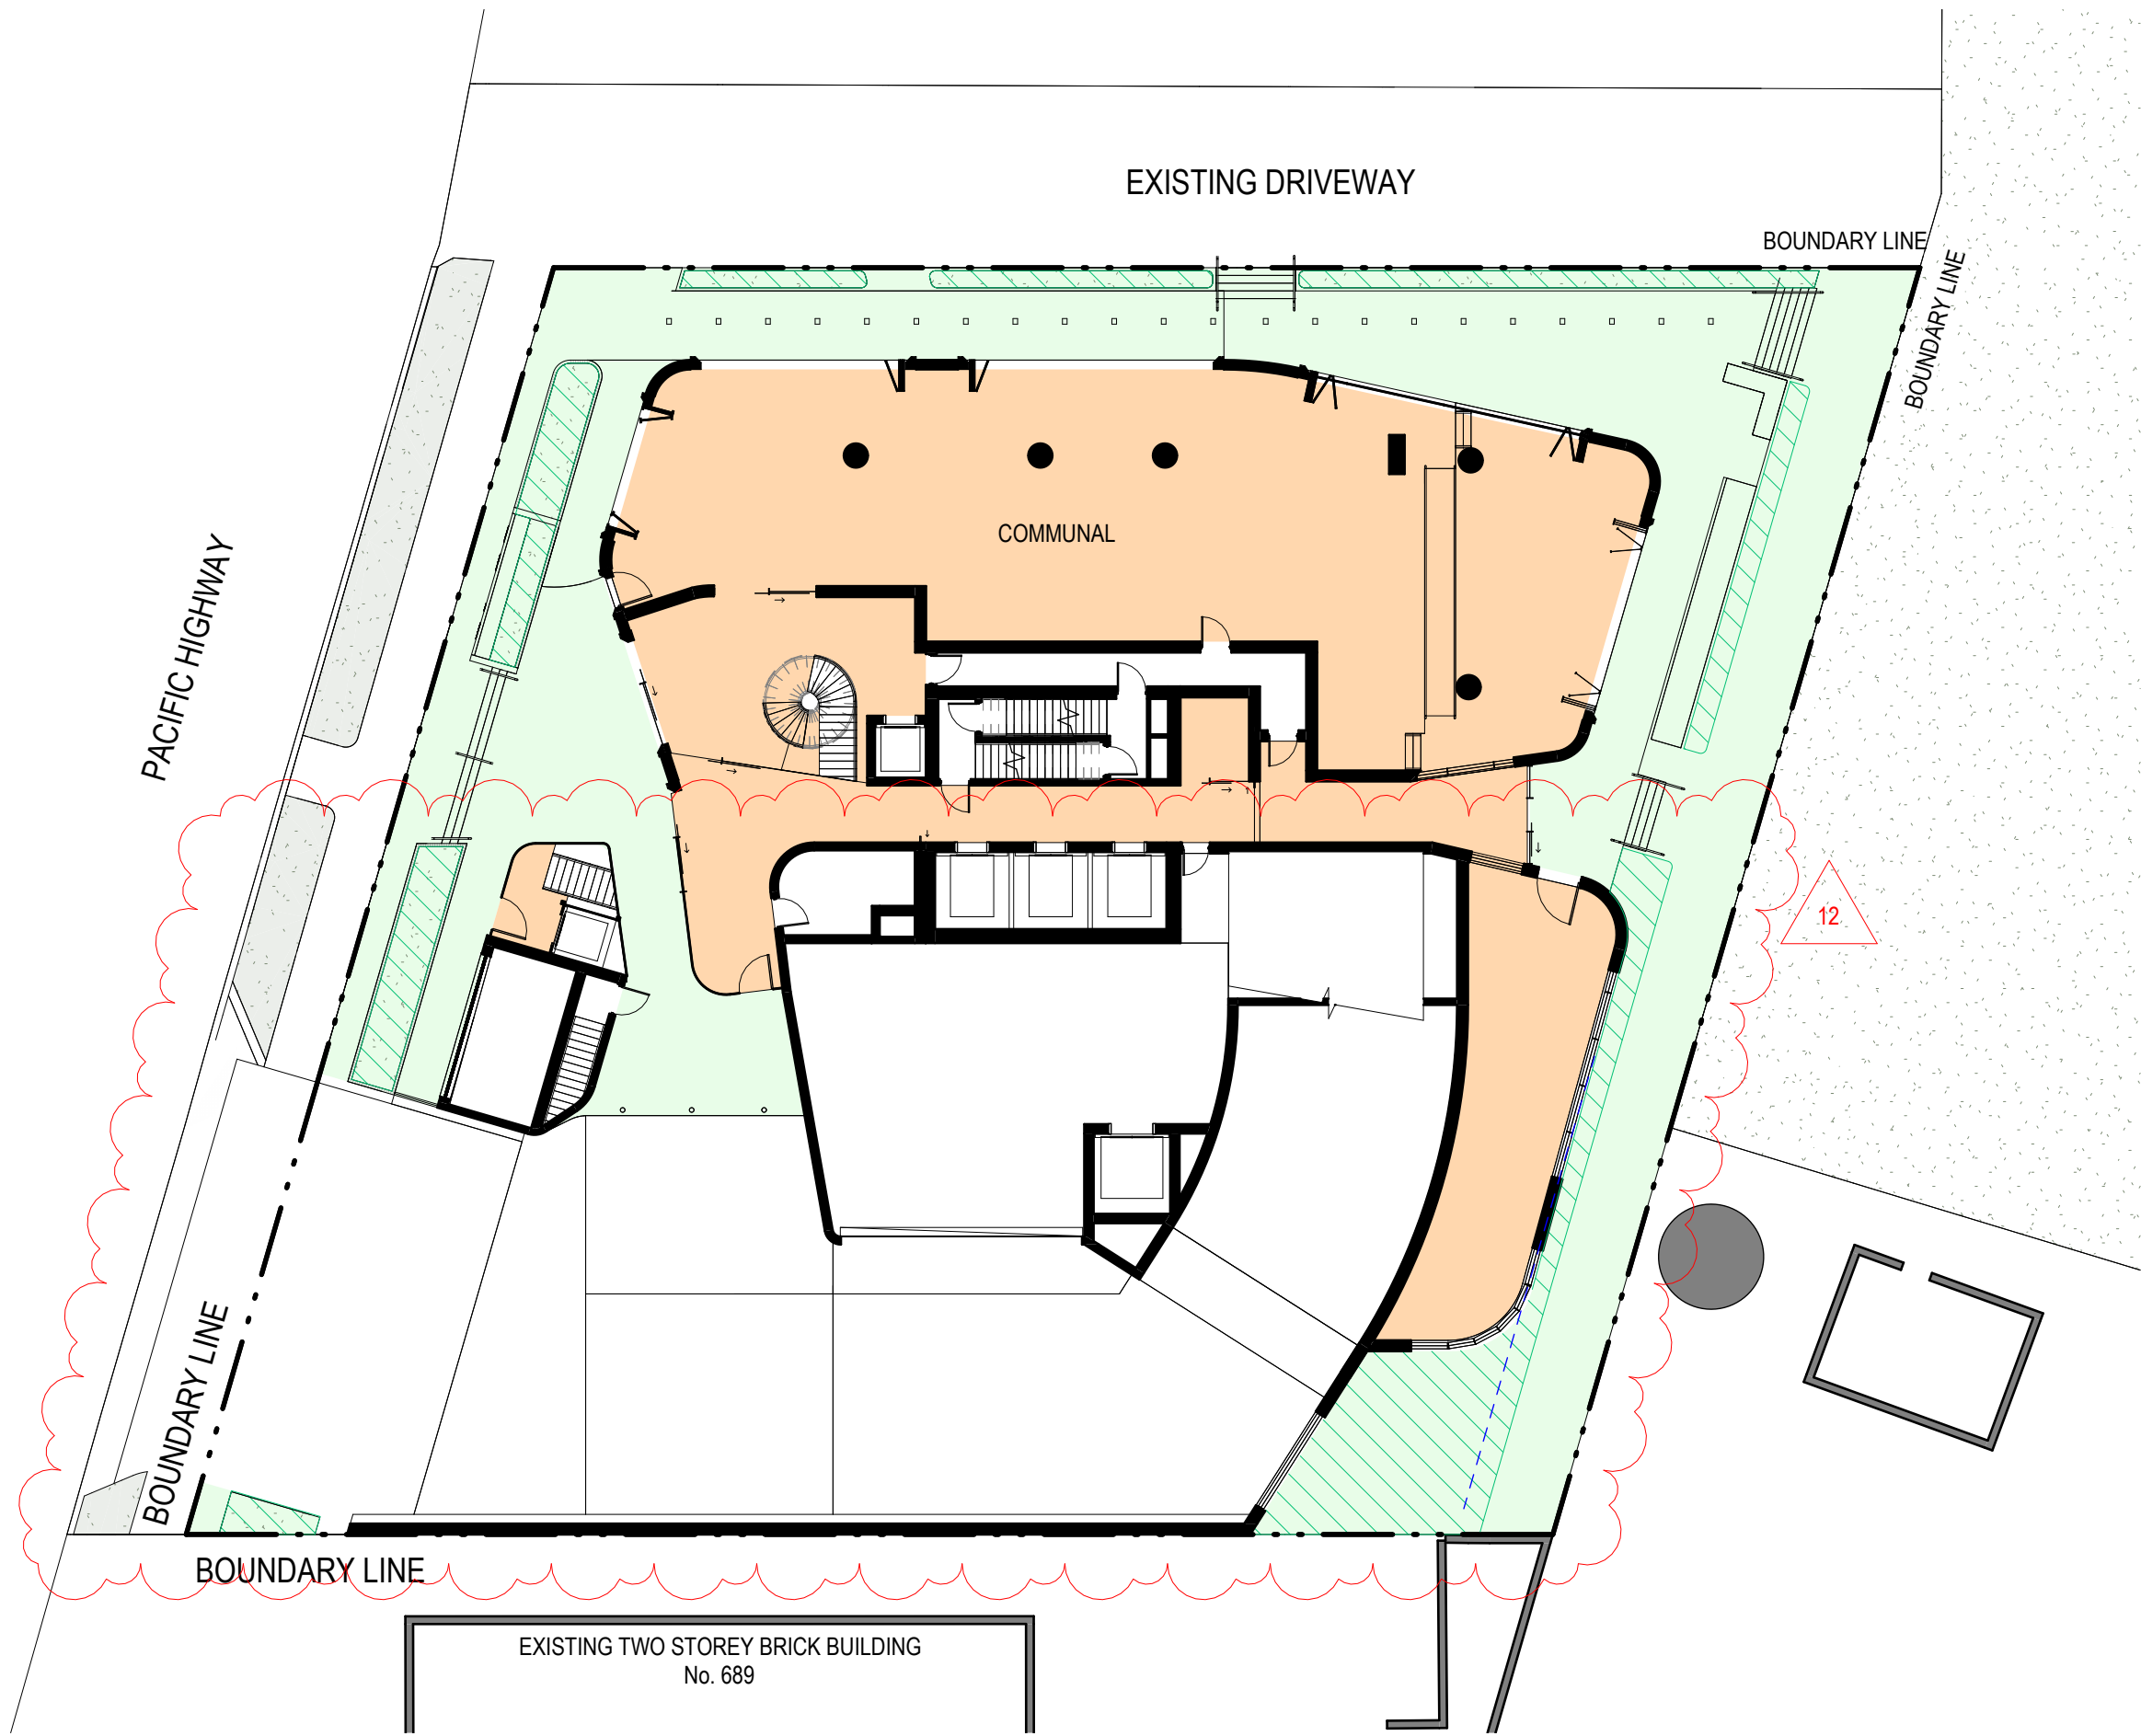 EXISTING DRIVEWAY
BOUNDARY LINE
BOUNDARY LINE
COMMUNAL
PACIFIC HIGHWAY
12
BOUNDARY LINE
BOUNDARY LINE
EXISTING TWO STOREY BRICK BUILDING
No. 689